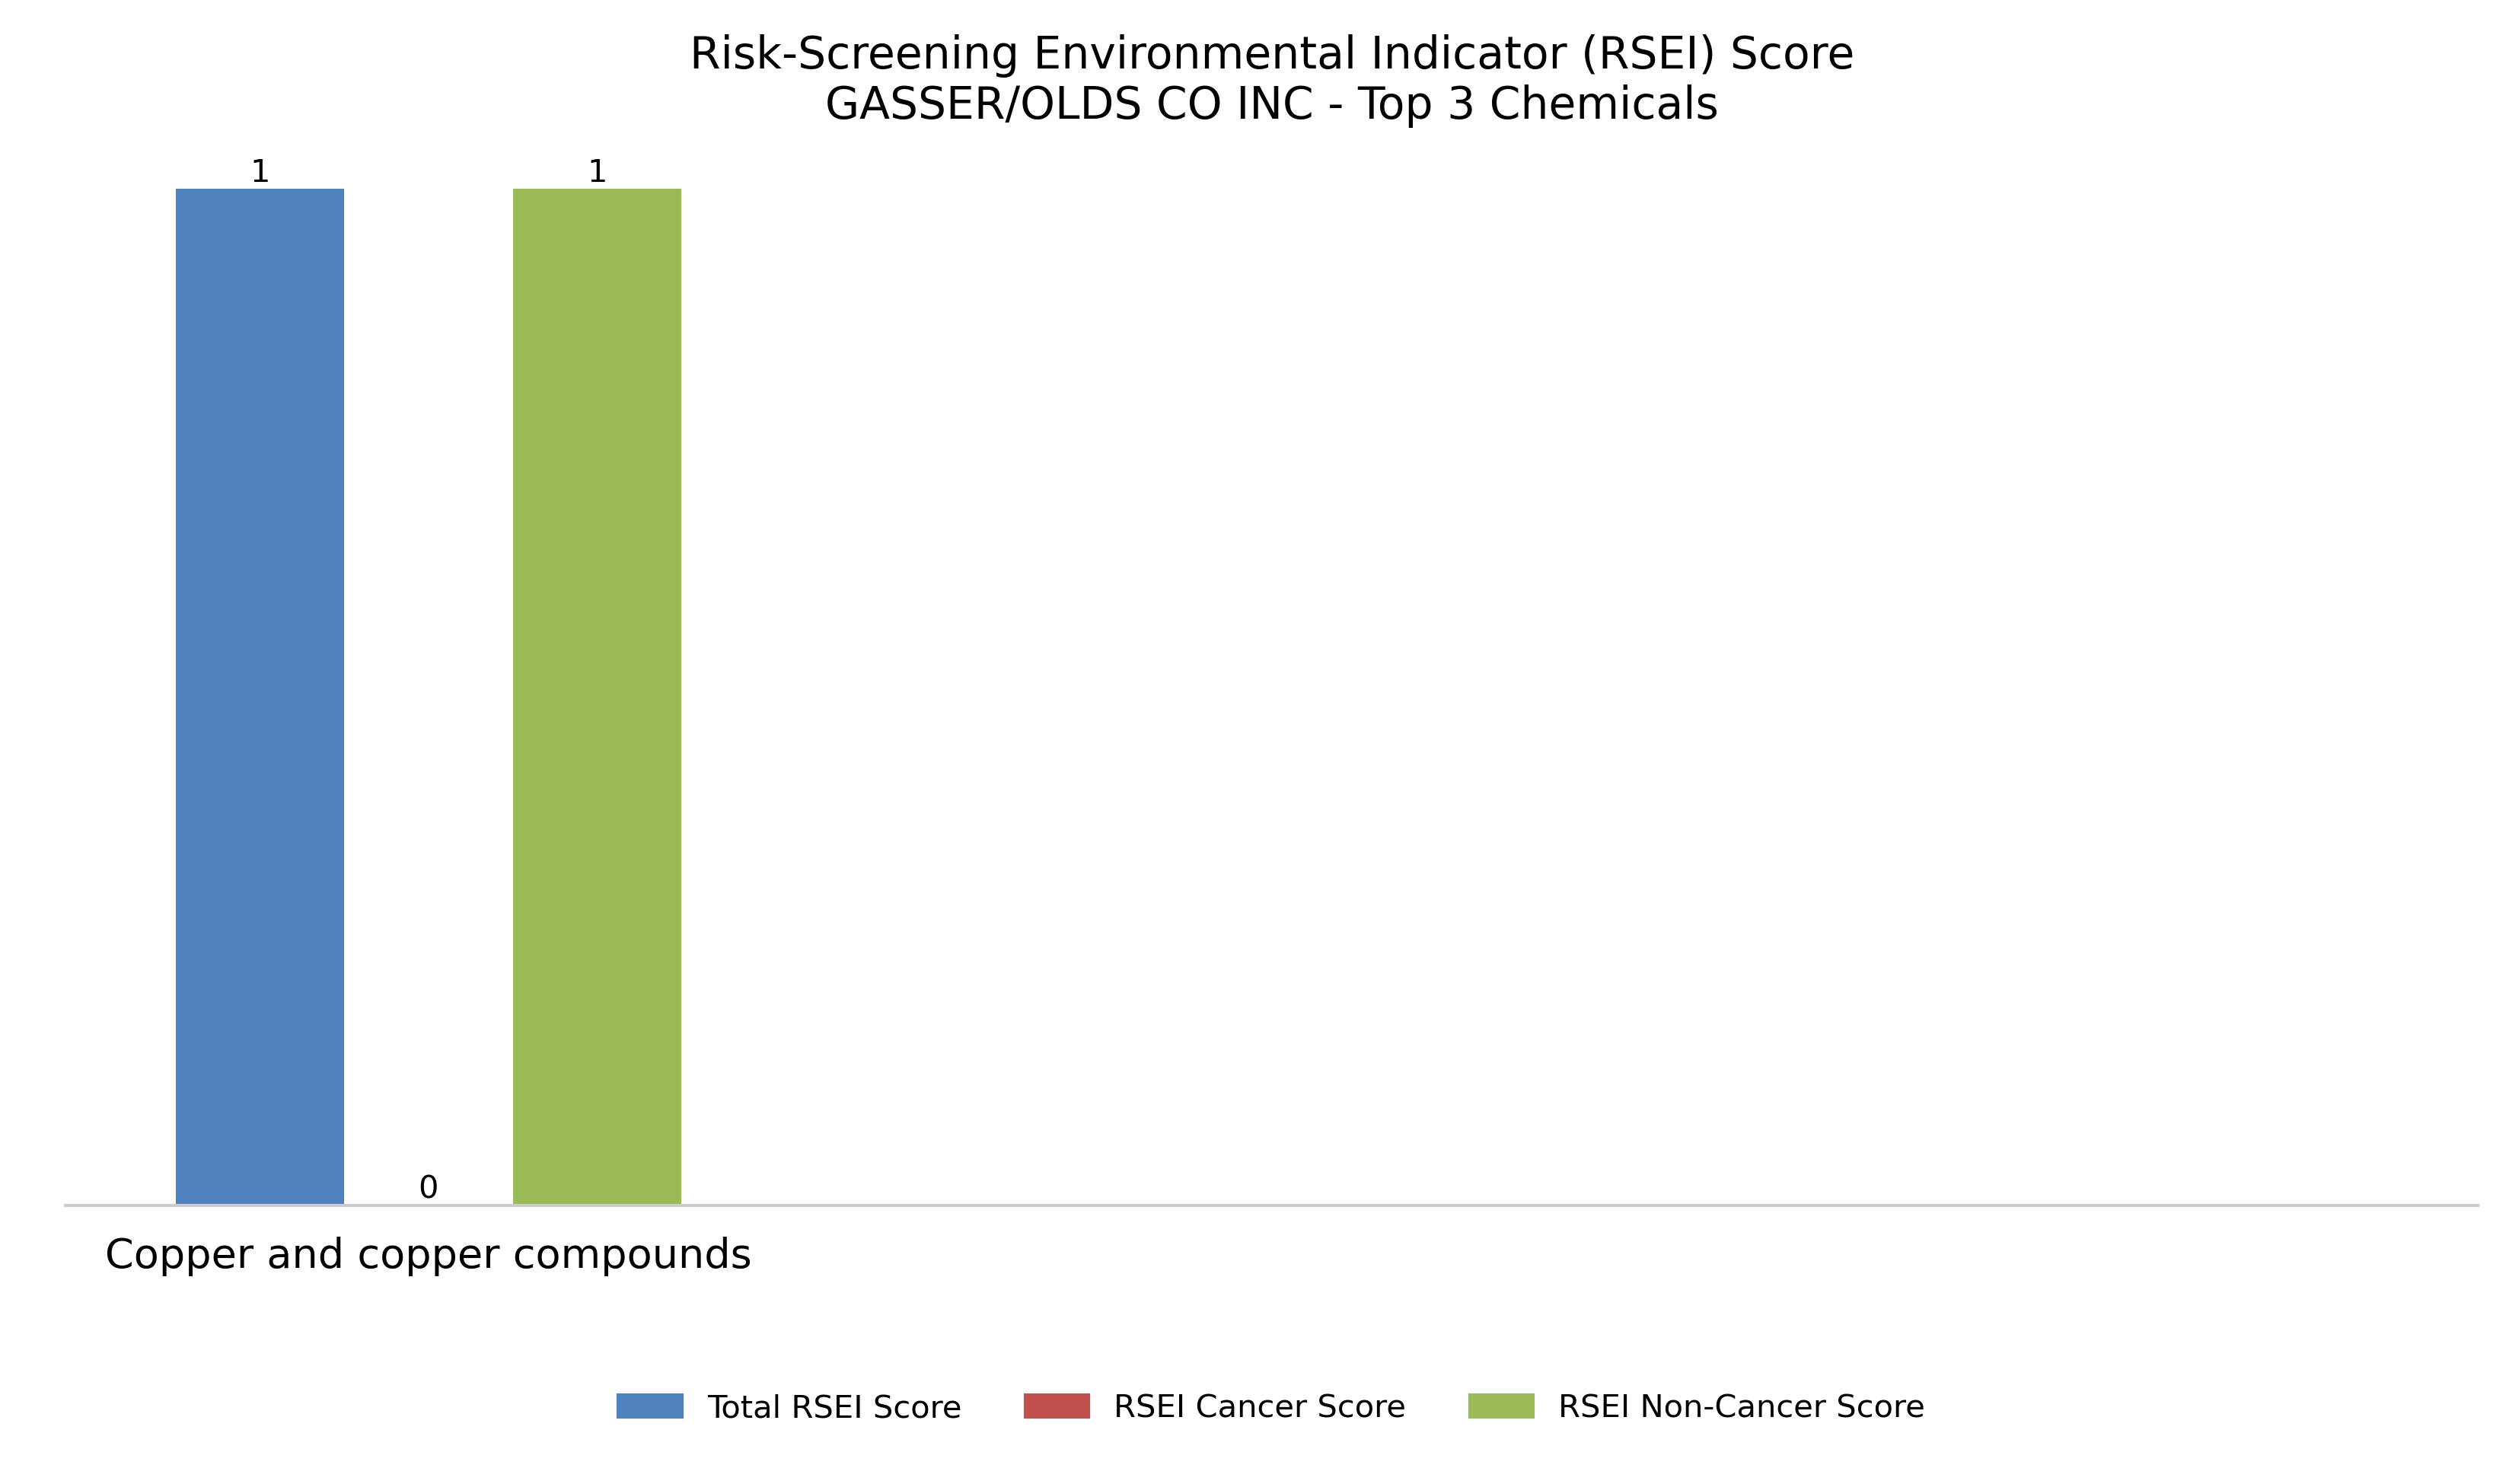 Risk-Screening Environmental Indicator (RSEI) Score
GASSER/OLDS CO INC - Top 3 Chemicals
1
1
0
Copper and copper compounds
Total RSEI Score
RSEI Cancer Score
RSEI Non-Cancer Score